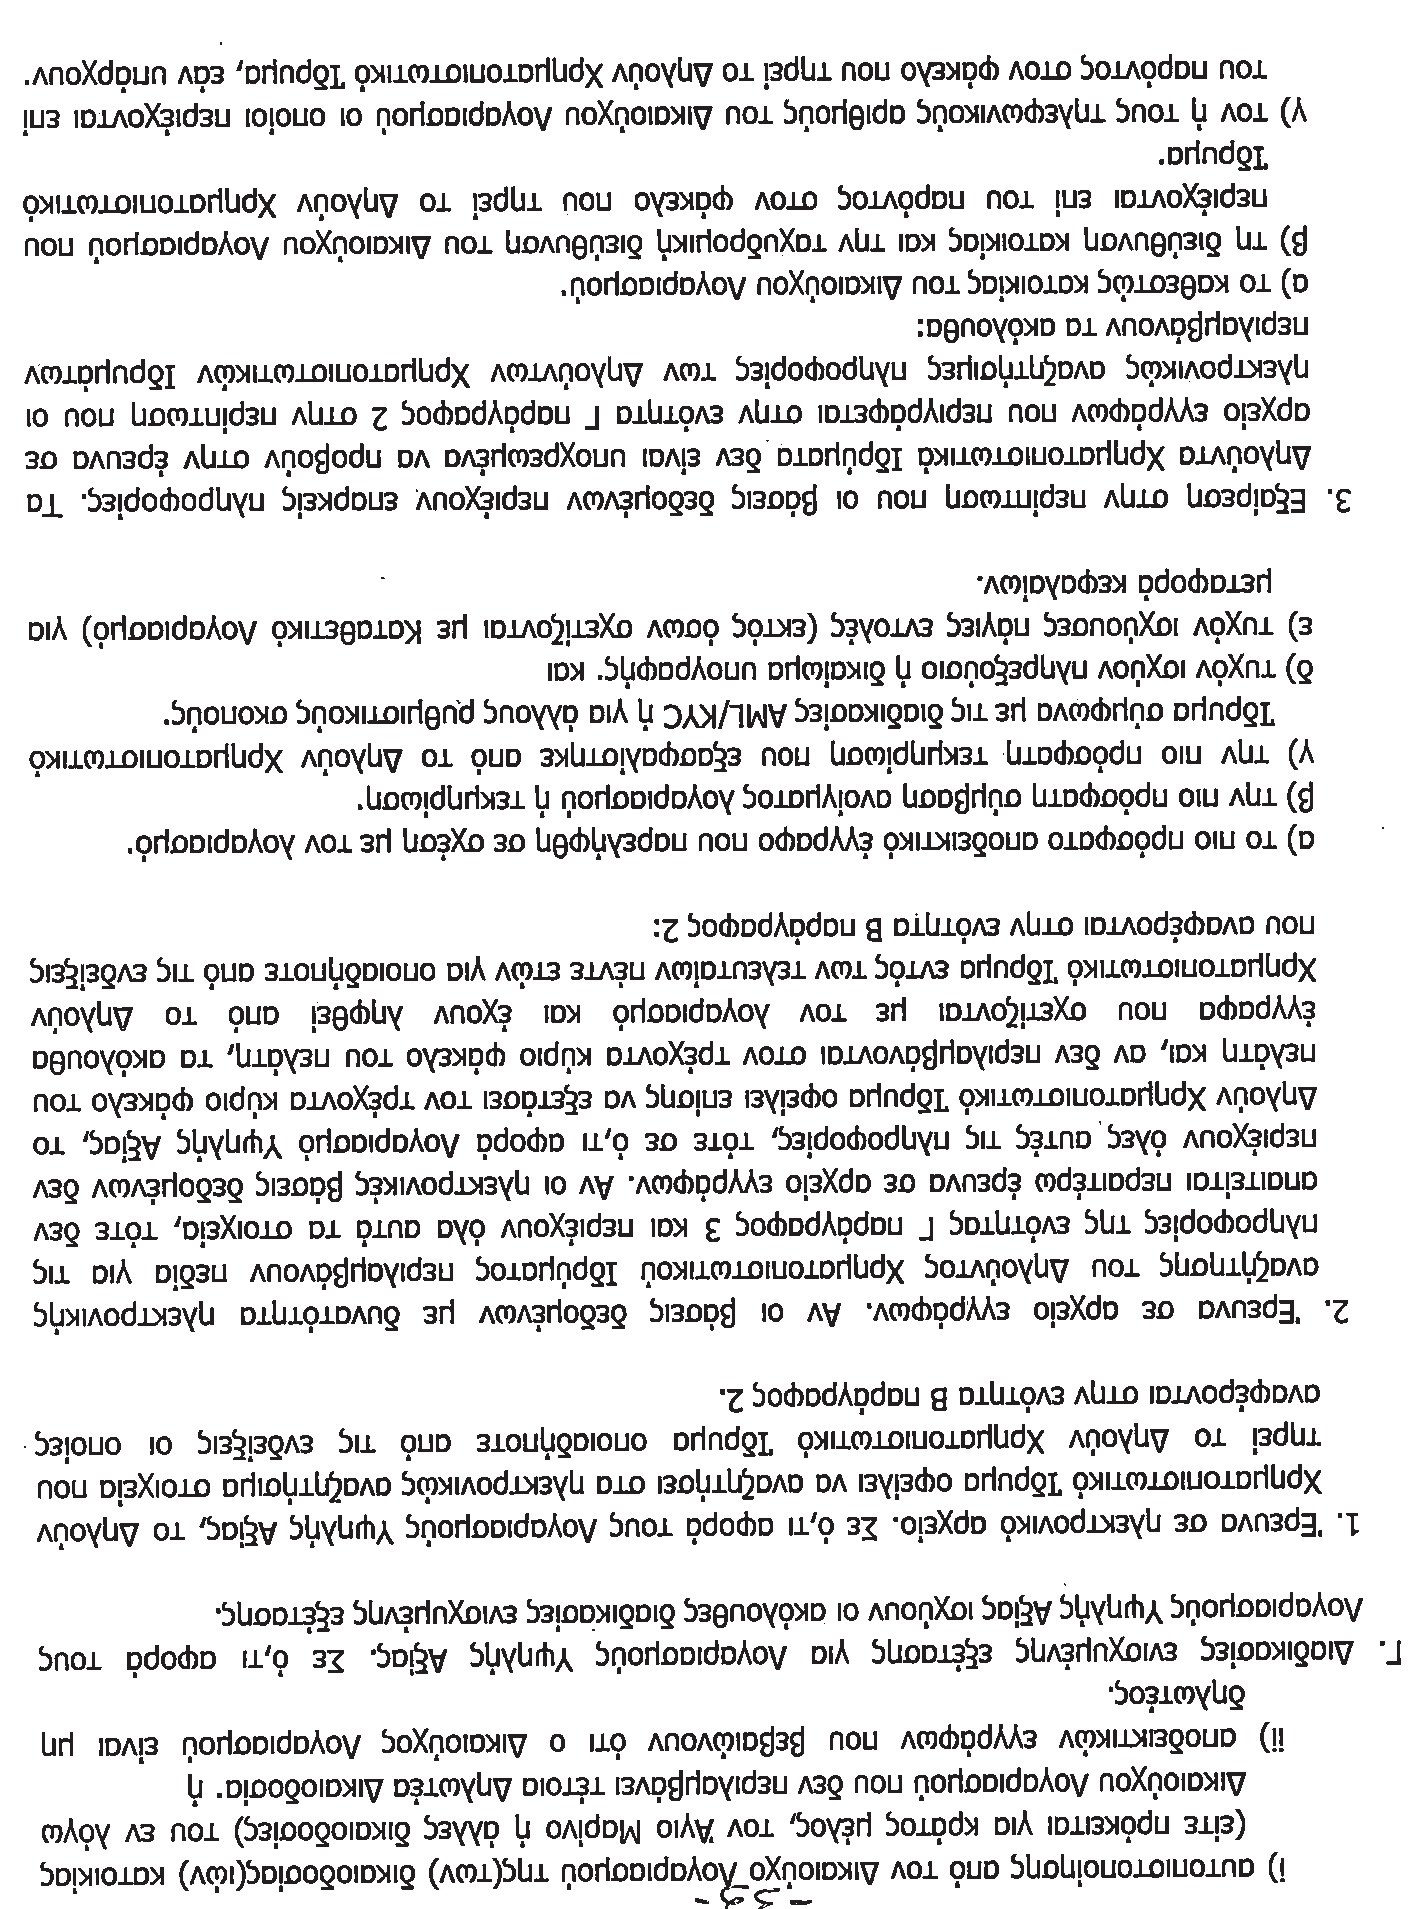 - 39 -
i) αυτοπιστοποίησης από τον Δικαιούχο Λογαριασμού της(των) δικαιοδοσίας(ιών) κατοικίας
(είτε πρόκειται για κράτος μέλος, τον Άγιο Μαρίνο ή άλλες δικαιοδοσίες) του εν λόγω
Δικαιούχου Λογαριασμού που δεν περιλαμβάνει τέτοια Δηλωτέα Δικαιοδοσία. ή
ii) αποδεικτικών εγγράφων που βεβαιώνουν ότι ο Δικαιούχος Λογαριασμού είναι μη
δηλωτέος.
Γ. Διαδικασίες ενισχυμένης εξέτασης για Λογαριασμούς Υψηλής Αξίας. Σε ό,τι αφορά τους
Λογαριασμούς Υψηλής Αξίας ισχύουν οι ακόλουθες διαδικασίες ενισχυμένης εξέτασης.
1. Έρευνα σε ηλεκτρονικό αρχείο. Σε ό,τι αφορά τους Λογαριασμούς Υψηλής Αξίας, το Δηλούν
Χρηματοπιστωτικό Ίδρυμα οφείλει να αναζητήσει στα ηλεκτρονικώς αναζητήσιμα στοιχεία που
τηρεί το Δηλούν Χρηματοπιστωτικό Ίδρυμα οποιαδήποτε από τις ενδείξεις οι οποίες
αναφέρονται στην ενότητα Β παράγραφος 2.
2. Έρευνα σε αρχείο εγγράφων. Αν οι βάσεις δεδομένων με δυνατότητα ηλεκτρονικής
αναζήτησης του Δηλούντος Χρηματοπιστωτικού Ιδρύματος περιλαμβάνουν πεδία για τις
πληροφορίες της ενότητας Γ παράγραφος 3 και περιέχουν όλα αυτά τα στοιχεία, τότε δεν
απαιτείται περαιτέρω έρευνα σε αρχείο εγγράφων. Αν οι ηλεκτρονικές βάσεις δεδομένων δεν
περιέχουν όλες αυτές τις πληροφορίες, τότε σε ό,τι αφορά Λογαριασμό Υψηλής Αξίας, το
Δηλούν Χρηματοπιστωτικό Ίδρυμα οφείλει επίσης να εξετάσει τον τρέχοντα κύριο φάκελο του
πελάτη και, αν δεν περιλαμβάνονται στον τρέχοντα κύριο φάκελο του πελάτη, τα ακόλουθα
έγγραφα που σχετίζονται με τον λογαριασμό και έχουν ληφθεί από το Δηλούν
Χρηματοπιστωτικό Ίδρυμα εντός των τελευταίων πέντε ετών για οποιαδήποτε από τις ενδείξεις
που αναφέρονται στην ενότητα Β παράγραφος 2:
α) το πιο πρόσφατο αποδεικτικό έγγραφο που παρελήφθη σε σχέση με τον λογαριασμό.
β) την πιο πρόσφατη σύμβαση ανοίγματος λογαριασμού ή τεκμηρίωση.
γ) την πιο πρόσφατη τεκμηρίωση που εξασφαλίστηκε από το Δηλούν Χρηματοπιστωτικό
Ίδρυμα σύμφωνα με τις διαδικασίες AML/KYC ή για άλλους ρυθμιστικούς σκοπούς.
δ) τυχόν ισχύον πληρεξούσιο ή δικαίωμα υπογραφής. και
ε) τυχόν ισχύουσες πάγιες εντολές (εκτός όσων σχετίζονται με Καταθετικό Λογαριασμό) για
μεταφορά κεφαλαίων.
3. Εξαίρεση στην περίπτωση που οι βάσεις δεδομένων περιέχουν επαρκείς πληροφορίες. Τα
Δηλούντα Χρηματοπιστωτικά Ιδρύματα δεν είναι υποχρεωμένα να προβούν στην έρευνα σε
αρχείο εγγράφων που περιγράφεται στην ενότητα Γ παράγραφος 2 στην περίπτωση που οι
ηλεκτρονικώς αναζητήσιμες πληροφορίες των Δηλούντων Χρηματοπιστωτικών Ιδρυμάτων
περιλαμβάνουν τα ακόλουθα:
α) το καθεστώς κατοικίας του Δικαιούχου Λογαριασμού.
β) τη διεύθυνση κατοικίας και την ταχυδρομική διεύθυνση του Δικαιούχου Λογαριασμού που
περιέχονται επί του παρόντος στον φάκελο που τηρεί το Δηλούν Χρηματοπιστωτικό
Ίδρυμα.
γ) τον ή τους τηλεφωνικούς αριθμούς του Δικαιούχου Λογαριασμού οι οποίοι περιέχονται επί
του παρόντος στον φάκελο που τηρεί το Δηλούν Χρηματοπιστωτικό Ίδρυμα, εάν υπάρχουν.